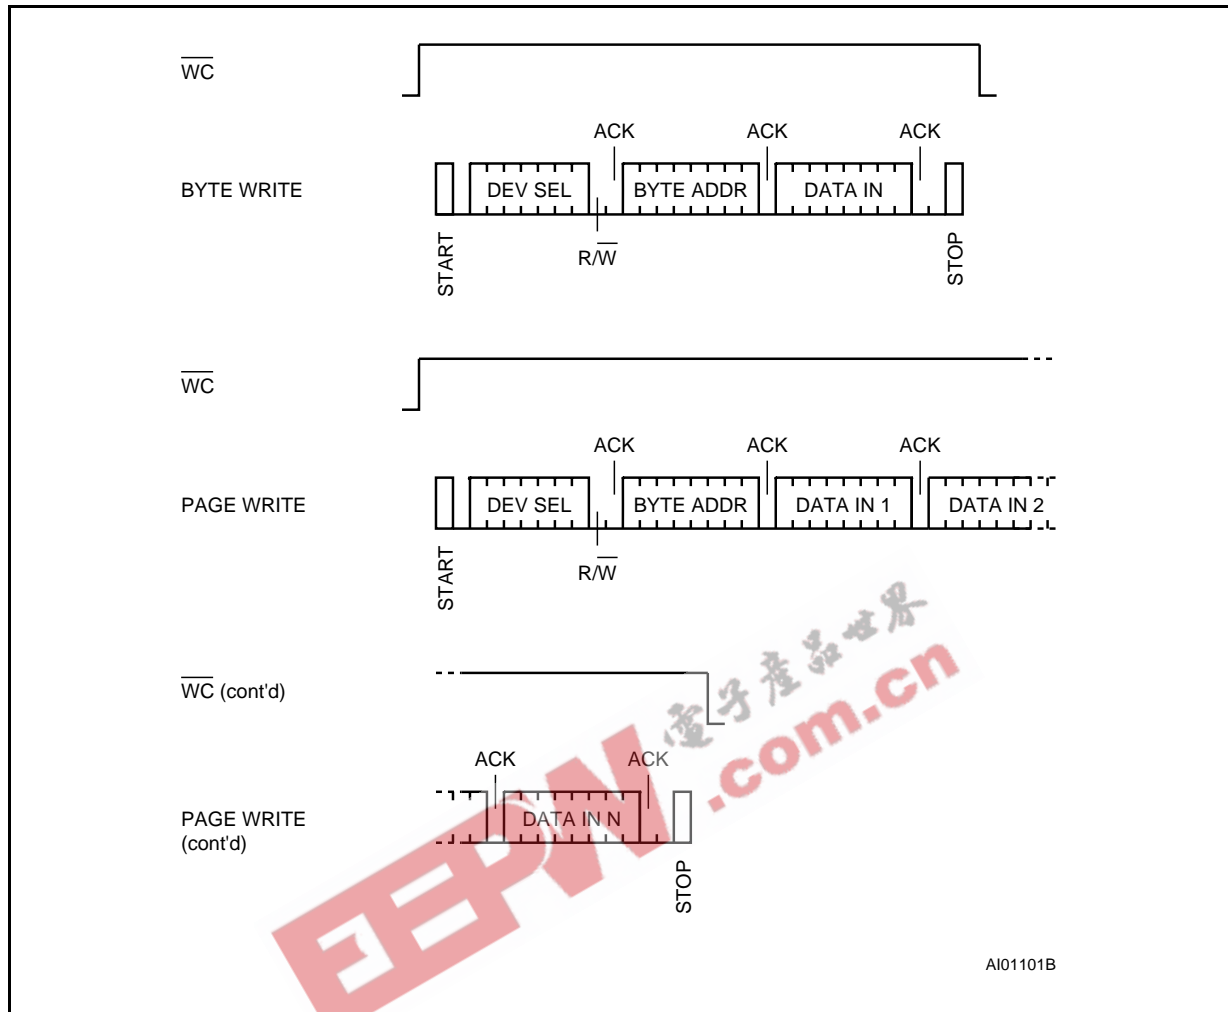 WC
ACK ACK ACK
BYTE WRITE DEV SEL BYTE ADDR DATA IN
START R/W STOP
WC
ACK ACK ACK
PAGE WRITE DEV SEL BYTE ADDR DATA IN 1 DATA IN 2
START R/W
WC (cont'd)
電子産品世界
.com.cn
EEPW
ACK ACK
PAGE WRITE (cont'd) DATA IN N
STOP
AI01101B